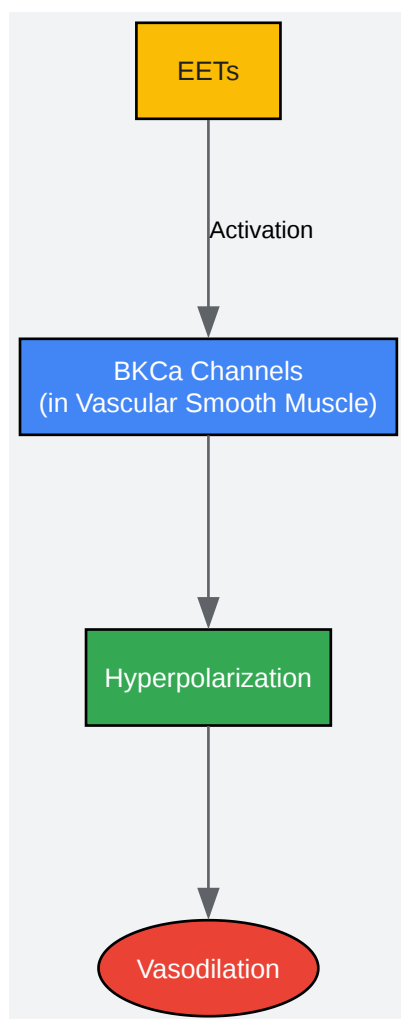 EETs
Activation
BKCa Channels
(in Vascular Smooth Muscle)
Hyperpolarization
Vasodilation